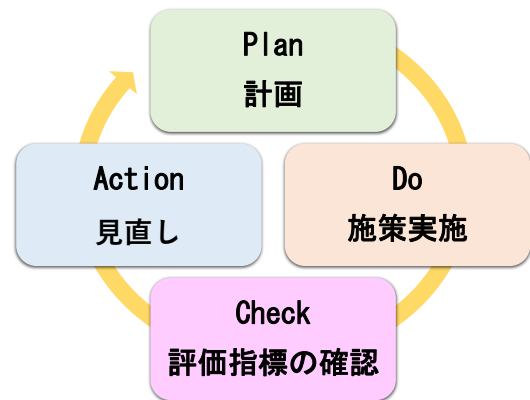 Plan
計画
Do
施策実施
Check
評価指標の確認
Action
見直し